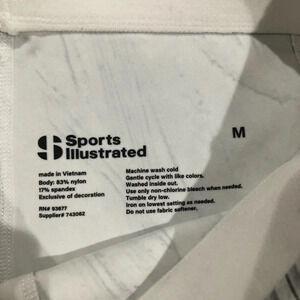 Sports
Illustrated
M
made in Vietnam
Body: 83% nylon
17% spandex
Exclusive of decoration
RN# 93677
Supplier# 743062
Machine wash cold
Gentle cycle with like colors.
Washed inside out.
Use only non-chlorine bleach when needed.
Tumble dry low.
Iron on lowest setting as needed.
Do not use fabric softener.